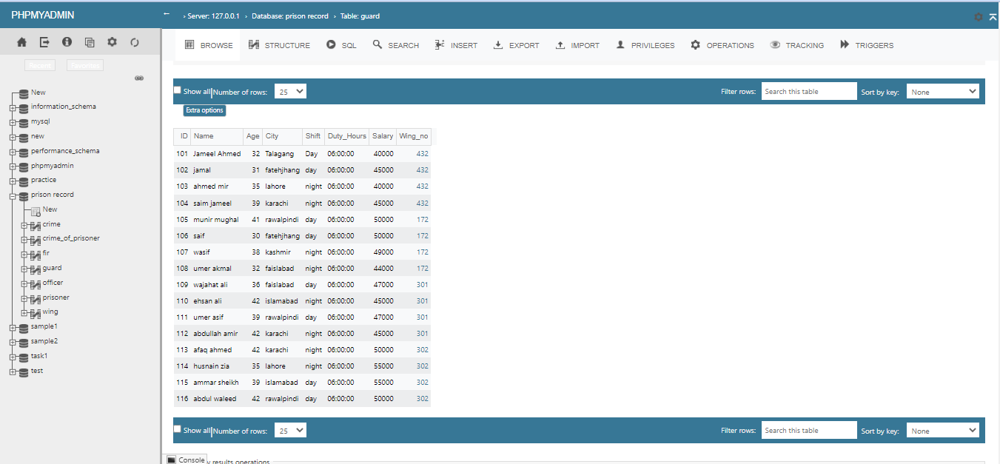 PHPMYADMIN
← › Server: 127.0.0.1 › Database: prison record › Table: guard
BROWSE STRUCTURE SQL SEARCH INSERT EXPORT IMPORT PRIVILEGES OPERATIONS TRACKING TRIGGERS
Recent Favorites
New
information_schema
mysql
new
performance_schema
phpmyadmin
practice
prison record
New
crime
crime_of_prisoner
fir
guard
officer
prisoner
wing
sample1
sample2
task1
test
Show all Number of rows: 25 Filter rows: Search this table Sort by key: None
Extra options
ID Name Age City Shift Duty_Hours Salary Wing_no
101 Jameel Ahmed 32 Talagang Day 06:00:00 40000 432
102 jamal 31 fatehjhang day 06:00:00 45000 432
103 ahmed mir 35 lahore night 06:00:00 40000 432
104 saim jameel 39 karachi night 06:00:00 45000 432
105 munir mughal 41 rawalpindi day 06:00:00 50000 172
106 saif 30 fatehjhang day 06:00:00 50000 172
107 wasif 38 kashmir night 06:00:00 49000 172
108 umer akmal 32 faislabad night 06:00:00 44000 172
109 wajahat ali 36 faislabad day 06:00:00 47000 301
110 ehsan ali 42 islamabad night 06:00:00 45000 301
111 umer asif 39 rawalpindi day 06:00:00 47000 301
112 abdullah amir 42 karachi night 06:00:00 45000 301
113 afaq ahmed 42 karachi night 06:00:00 50000 302
114 husnain zia 35 lahore night 06:00:00 55000 302
115 ammar sheikh 39 islamabad day 06:00:00 55000 302
116 abdul waleed 42 rawalpindi day 06:00:00 50000 302
Show all Number of rows: 25 Filter rows: Search this table Sort by key: None
Console y results operations